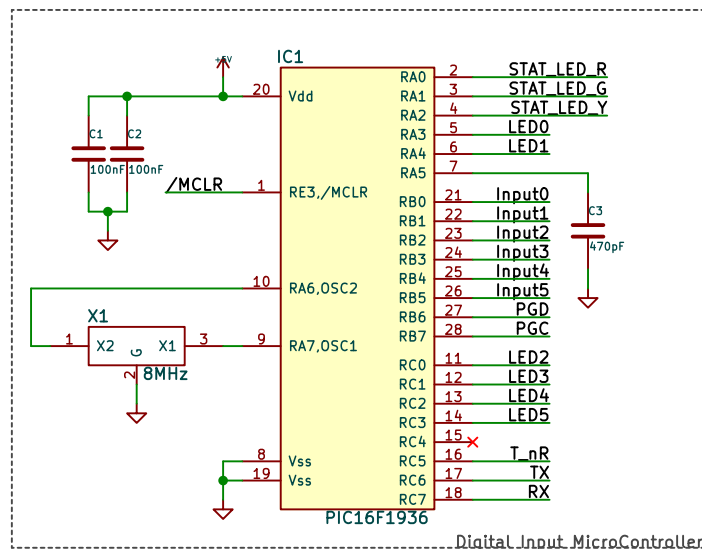 +5V
IC1
20 Vdd
C1 C2
100nF 100nF
/MCLR 1 RE3,/MCLR
10 RA6,OSC2
X1
1 X2 G X1 3 9 RA7,OSC1
2 8MHz
8 Vss
19 Vss
RA0 2 STAT_LED_R
RA1 3 STAT_LED_G
RA2 4 STAT_LED_Y
RA3 5 LED0
RA4 6 LED1
RA5 7
C3
470pF
RB0 21 Input0
RB1 22 Input1
RB2 23 Input2
RB3 24 Input3
RB4 25 Input4
RB5 26 Input5
RB6 27 PGD
RB7 28 PGC
RC0 11 LED2
RC1 12 LED3
RC2 13 LED4
RC3 14 LED5
RC4 15
RC5 16 T_nR
RC6 17 TX
RC7 18 RX
PIC16F1936
Digital Input MicroController